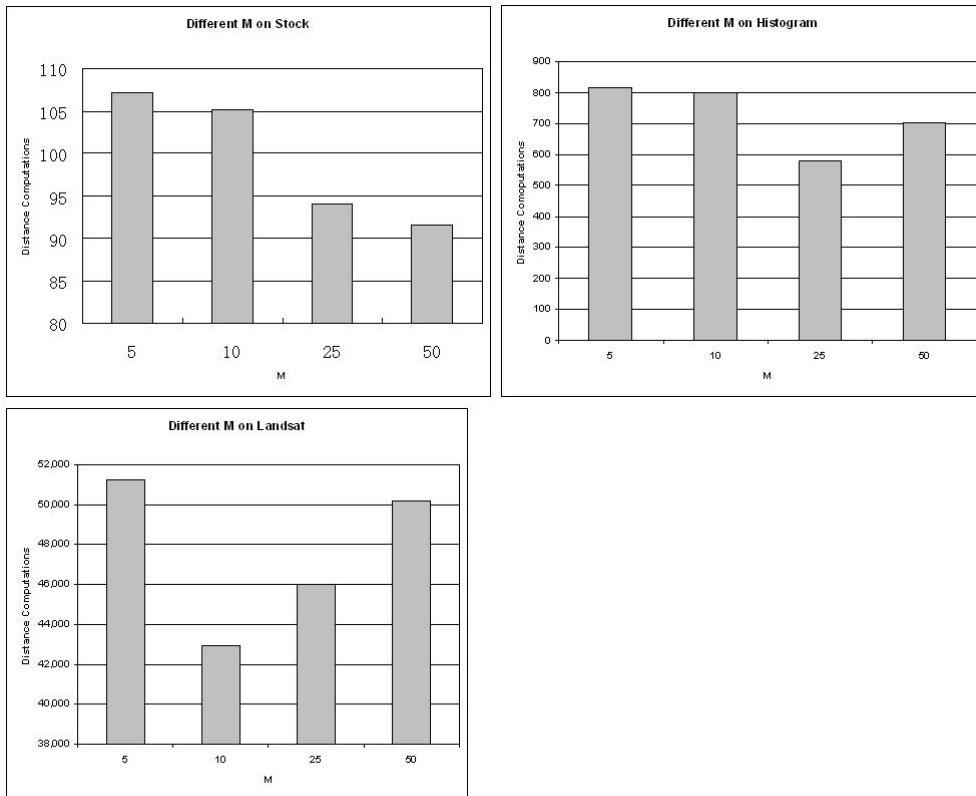 Different M on Stock
Distance Computations
110
105
100
95
90
85
80
5 10 25 50
M
Different M on Histogram
Distance Comoputations
900
800
700
600
500
400
300
200
100
0
5 10 25 50
M
Different M on Landsat
Distance Computations
52,000
50,000
48,000
46,000
44,000
42,000
40,000
38,000
5 10 25 50
M